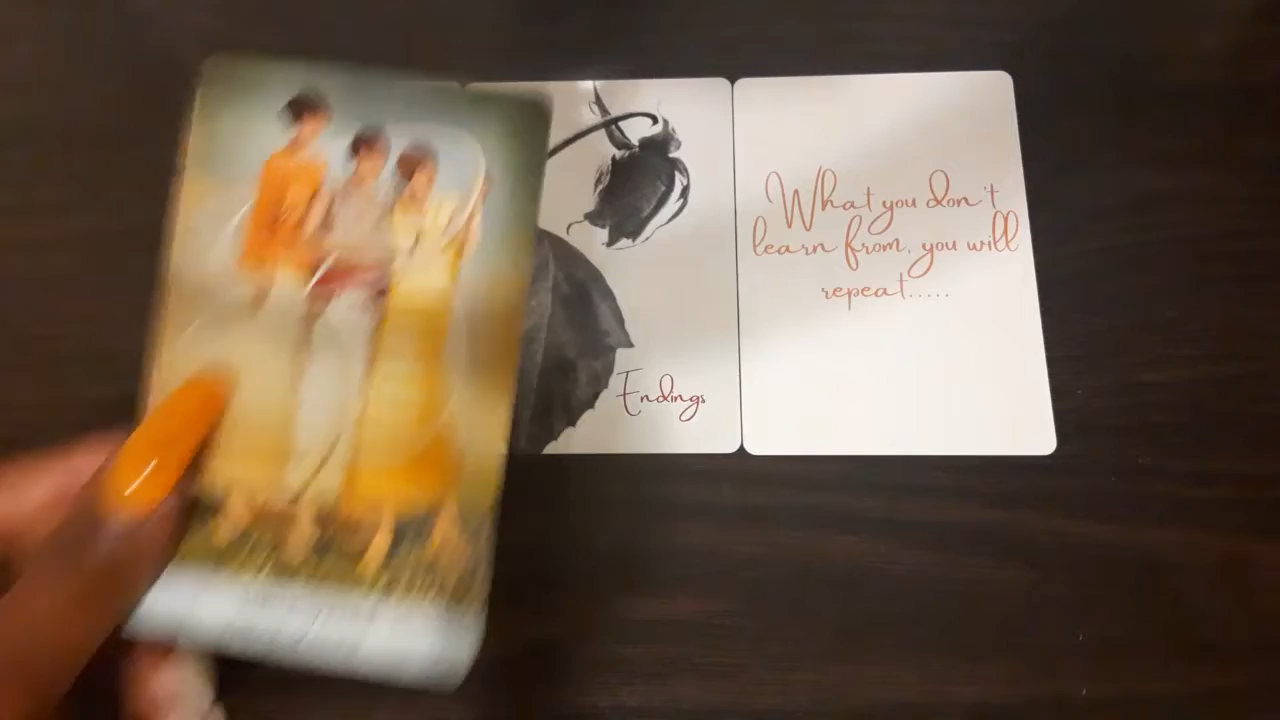 Endings
What you don't
learn from, you will
repeat.....